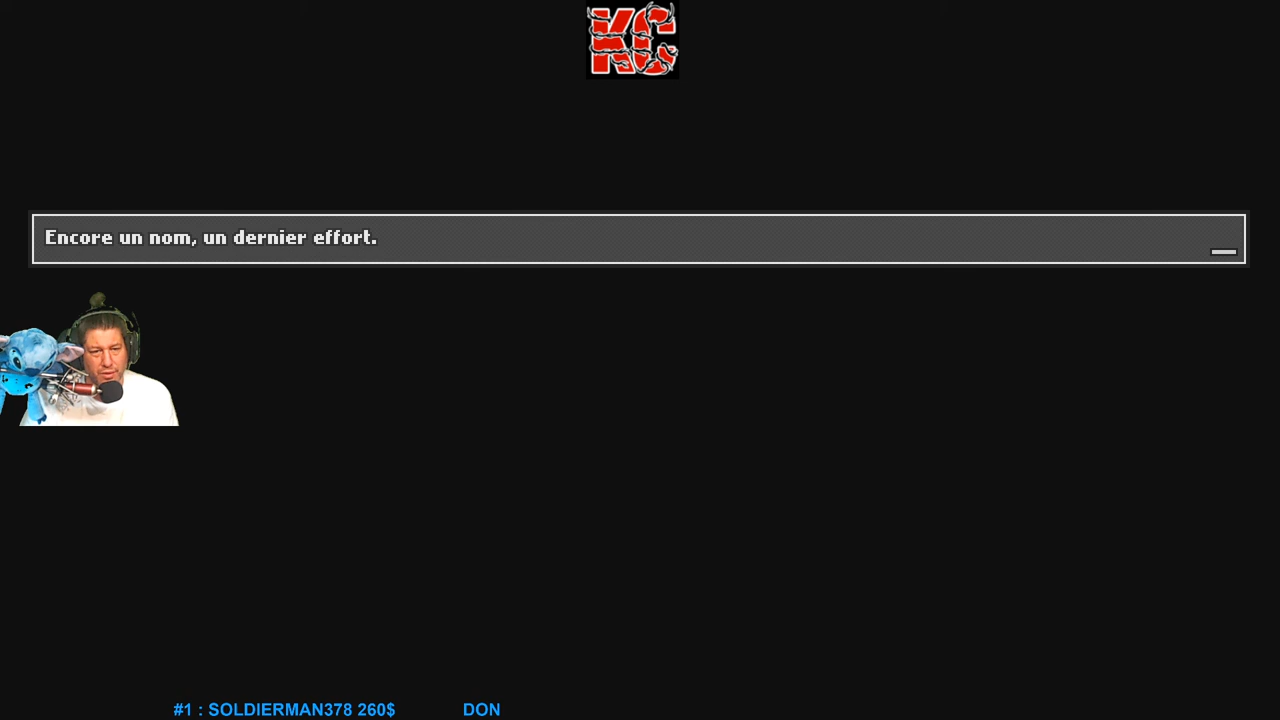 KC
Encore un nom, un dernier effort.
#1 : SOLDIERMAN378 260$ DON